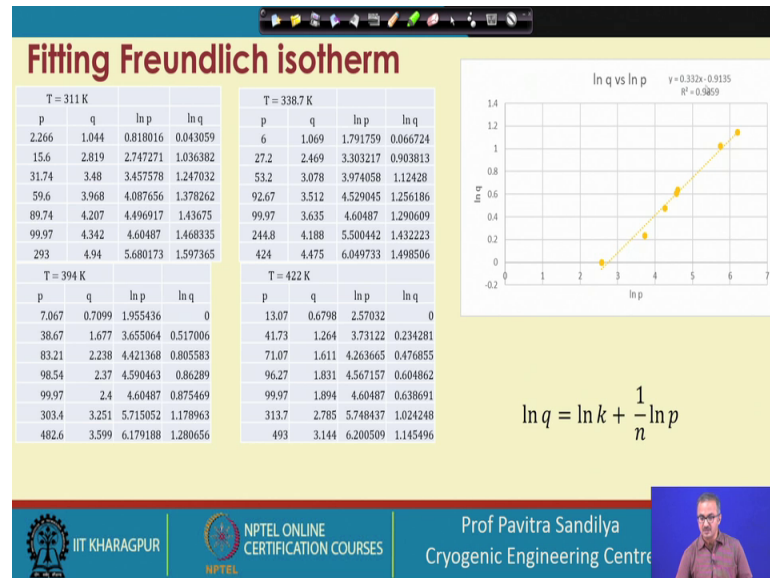 Fitting Freundlich isotherm
T = 311 K
p q ln p ln q
2.266 1.044 0.818016 0.043059
15.6 2.819 2.747271 1.036382
31.74 3.48 3.457578 1.247032
59.6 3.968 4.087656 1.378262
89.74 4.207 4.496917 1.43675
99.97 4.342 4.60487 1.468335
293 4.94 5.680173 1.597365
T = 338.7 K
p q ln p ln q
6 1.069 1.791759 0.066724
27.2 2.469 3.303217 0.903813
53.2 3.078 3.974058 1.12428
92.67 3.512 4.529045 1.256186
99.97 3.635 4.60487 1.290609
244.8 4.188 5.500442 1.432223
424 4.475 6.049733 1.498506
T = 394 K
p q ln p ln q
7.067 0.7099 1.955436 0
38.67 1.677 3.655064 0.517006
83.21 2.238 4.421368 0.805583
98.54 2.37 4.590463 0.86289
99.97 2.4 4.60487 0.875469
303.4 3.251 5.715052 1.178963
482.6 3.599 6.179188 1.280656
T = 422 K
p q ln p ln q
13.07 0.6798 2.57032 0
41.73 1.264 3.73122 0.234281
71.07 1.611 4.263665 0.476855
96.27 1.831 4.567157 0.604862
99.97 1.894 4.60487 0.638691
313.7 2.785 5.748437 1.024248
493 3.144 6.200509 1.145496
ln q vs ln p
y = 0.332x - 0.9135
R² =
1.4
1.2
1
0.8
0.6
0.4
0.2
0
-0.2
ln q
0 1 2 3 4 5 6 7
ln p
ln q = ln k + 1/n ln p
IIT KHARAGPUR
NPTEL
NPTEL ONLINE
CERTIFICATION COURSES
Prof Pavitra Sandilya
Cryogenic Engineering Centre